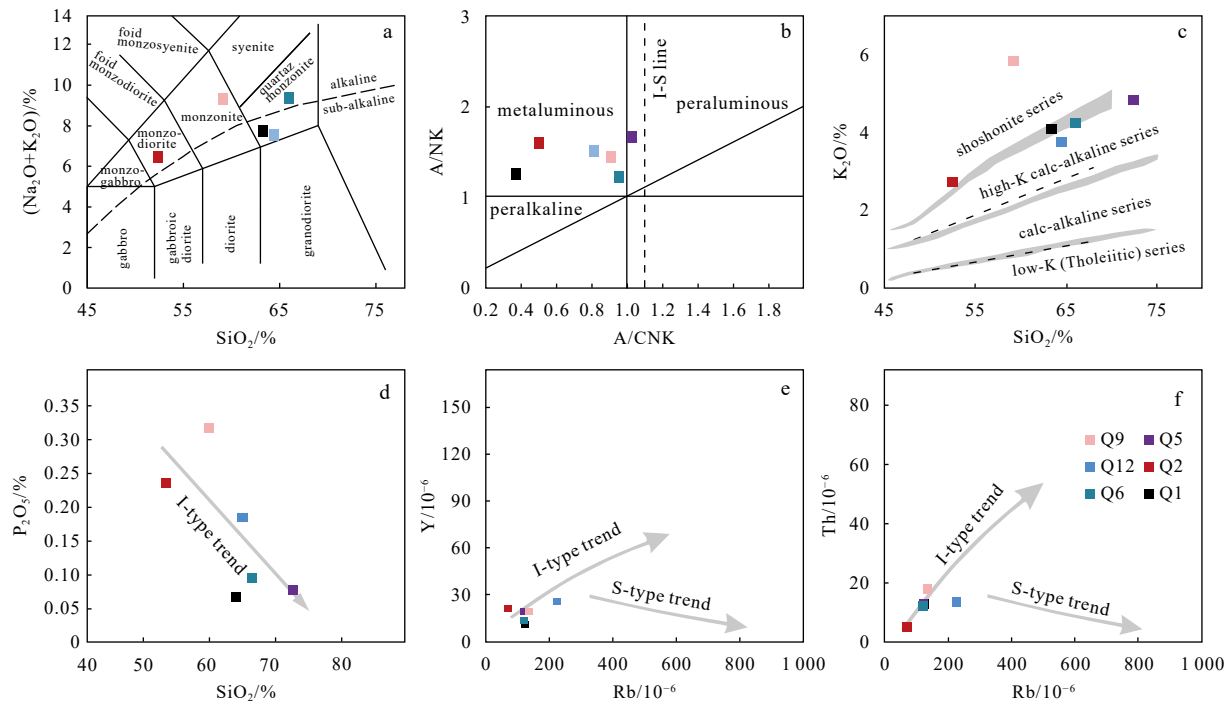 a
14
12
10
8
6
4
2
0
(Na₂O+K₂O)/%
45
55
65
75
SiO₂/%
foid
monzosyenite
syenite
foid
monzodiorite
quartaz
monzonite
alkaline
sub-alkaline
monzonite
monzo-
diorite
monzo-
gabbro
gabbro
gabbroic
diorite
diorite
granodiorite
b
3
2
1
0
A/NK
0.2
0.4
0.6
0.8
1.0
1.2
1.4
1.6
1.8
A/CNK
metaluminous
I-S line
peraluminous
peralkaline
c
6
4
2
0
K₂O/%
45
55
65
75
SiO₂/%
shoshonite series
high-K calc-alkaline series
calc-alkaline series
low-K (Tholeiitic) series
d
0.35
0.30
0.25
0.20
0.15
0.10
0.05
0
P₂O₅/%
40
50
60
70
80
SiO₂/%
I-type trend
e
150
120
90
60
30
0
Y/10⁻⁶
0
200
400
600
800
1 000
Rb/10⁻⁶
I-type trend
S-type trend
f
80
60
40
20
0
Th/10⁻⁶
0
200
400
600
800
1 000
Rb/10⁻⁶
I-type trend
S-type trend
Q9 Q5
Q12 Q2
Q6 Q1